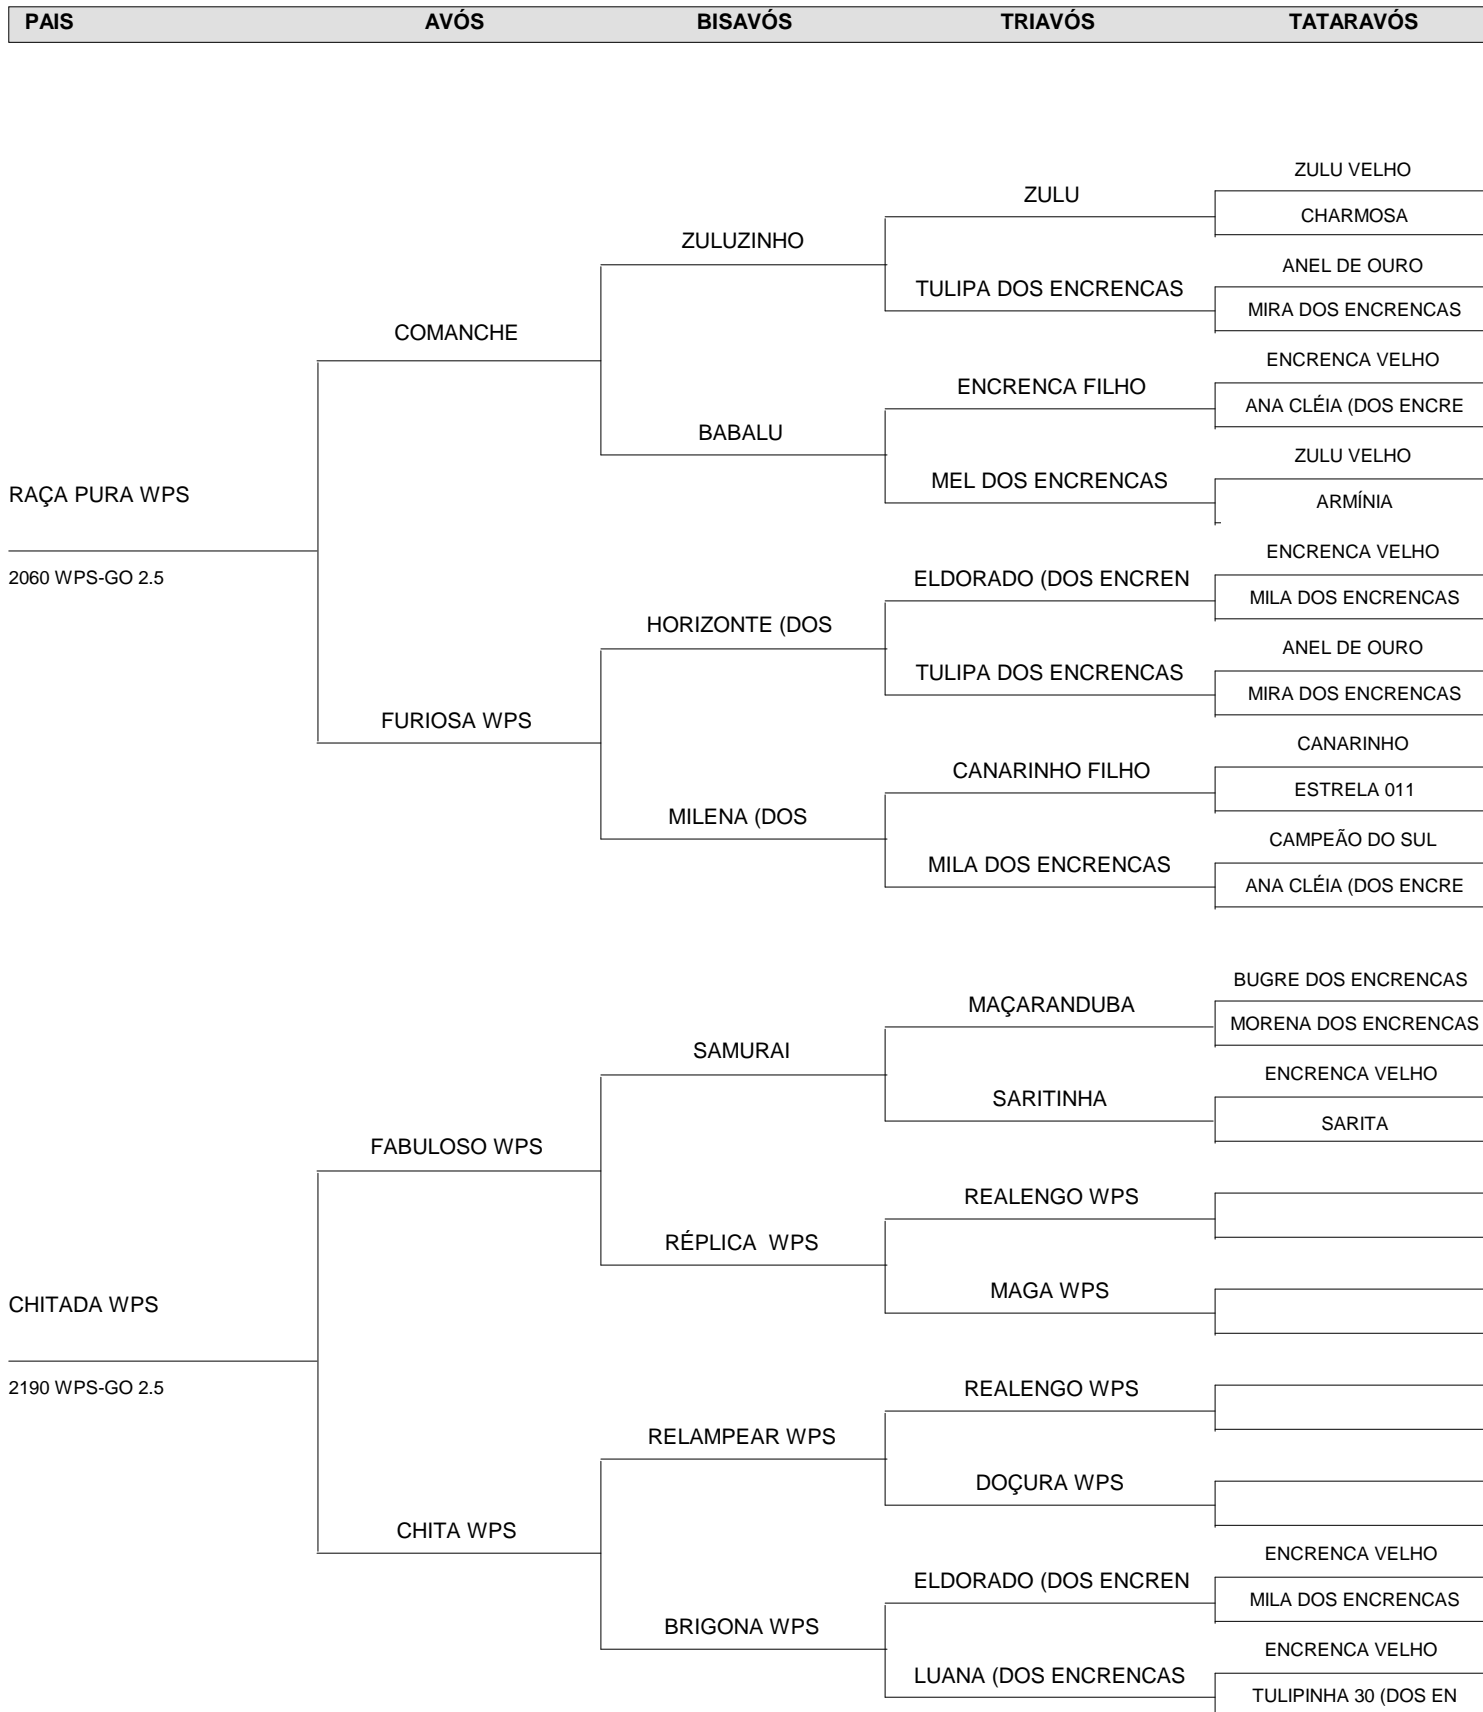 PAIS AVÓS BISAVÓS TRIAVÓS TATARAVÓS
ZULU VELHO
ZULU
CHARMOSA
ZULUZINHO
ANEL DE OURO
TULIPA DOS ENCRENCAS
MIRA DOS ENCRENCAS
COMANCHE
ENCRENCA VELHO
ENCRENCA FILHO
ANA CLÉIA (DOS ENCRE
BABALU
ZULU VELHO
MEL DOS ENCRENCAS
RAÇA PURA WPS
ARMÍNIA
2060 WPS-GO 2.5
ENCRENCA VELHO
ELDORADO (DOS ENCREN
MILA DOS ENCRENCAS
HORIZONTE (DOS
ANEL DE OURO
TULIPA DOS ENCRENCAS
MIRA DOS ENCRENCAS
FURIOSA WPS
CANARINHO
CANARINHO FILHO
ESTRELA 011
MILENA (DOS
CAMPEÃO DO SUL
MILA DOS ENCRENCAS
ANA CLÉIA (DOS ENCRE
BUGRE DOS ENCRENCAS
MAÇARANDUBA
MORENA DOS ENCRENCAS
SAMURAI
ENCRENCA VELHO
SARITINHA
SARITA
FABULOSO WPS
REALENGO WPS
RÉPLICA  WPS
MAGA WPS
CHITADA WPS
2190 WPS-GO 2.5
REALENGO WPS
RELAMPEAR WPS
DOÇURA WPS
CHITA WPS
ENCRENCA VELHO
ELDORADO (DOS ENCREN
MILA DOS ENCRENCAS
BRIGONA WPS
ENCRENCA VELHO
LUANA (DOS ENCRENCAS
TULIPINHA 30 (DOS EN